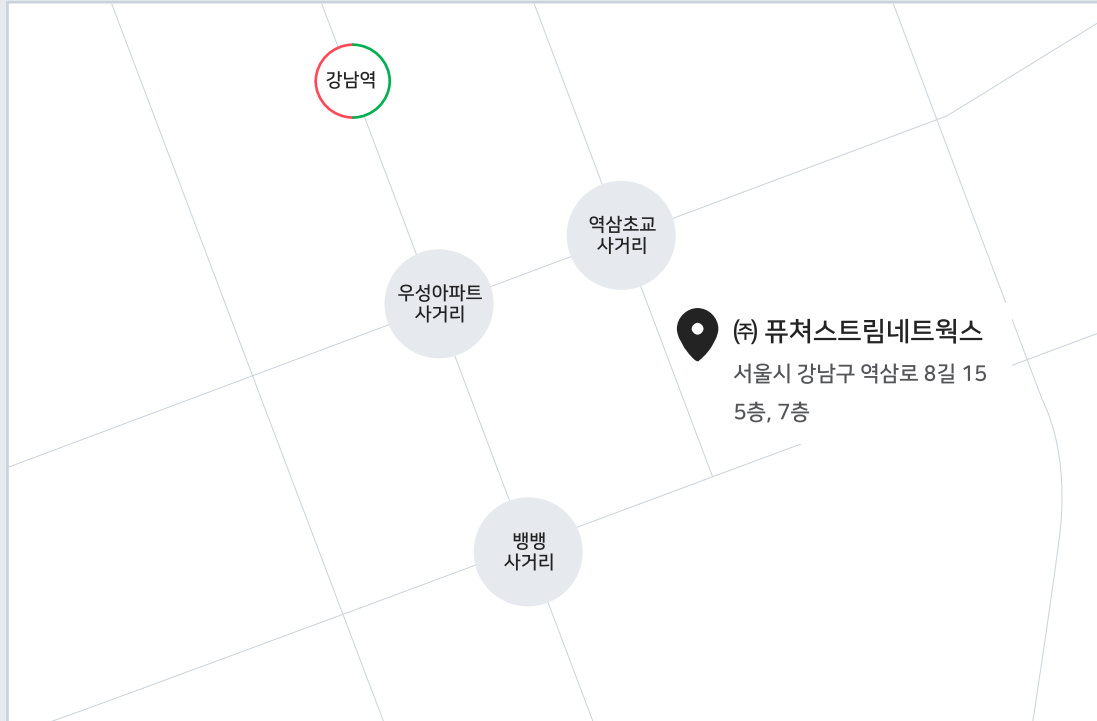 강남역
역삼초교
사거리
우성아파트
사거리
㈜ 퓨쳐스트림네트웍스
서울시 강남구 역삼로 8길 15
5층, 7층
뱅뱅
사거리